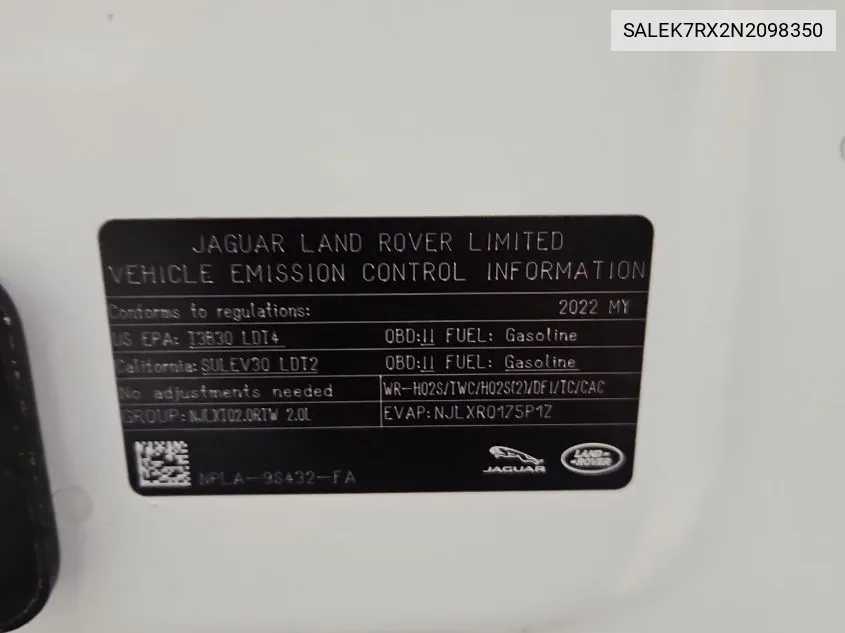 SALEK7RX2N2098350
JAGUAR LAND ROVER LIMITED
VEHICLE EMISSION CONTROL INFORMATION
Conforms to regulations: 2022 MY
US EPA: T3B30 LDT4 OBD:II FUEL: Gasoline
California: SULEV30 LDT2 OBD:II FUEL: Gasoline
No adjustments needed WR-HO2S/TWC/HO2S(2)/DFI/TC/CAC
GROUP: NJLXT02.0RTW 2.0L EVAP: NJLXR0175P1Z
NPLA-9S432-FA
JAGUAR
LAND-
-ROVER